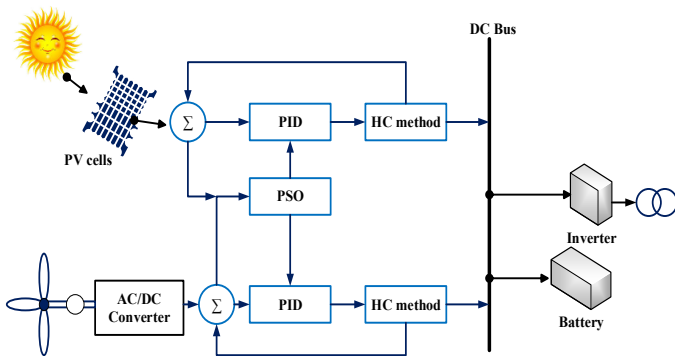 DC Bus
∑
PID
HC method
PV cells
PSO
Inverter
AC/DC
Converter
∑
PID
HC method
Battery